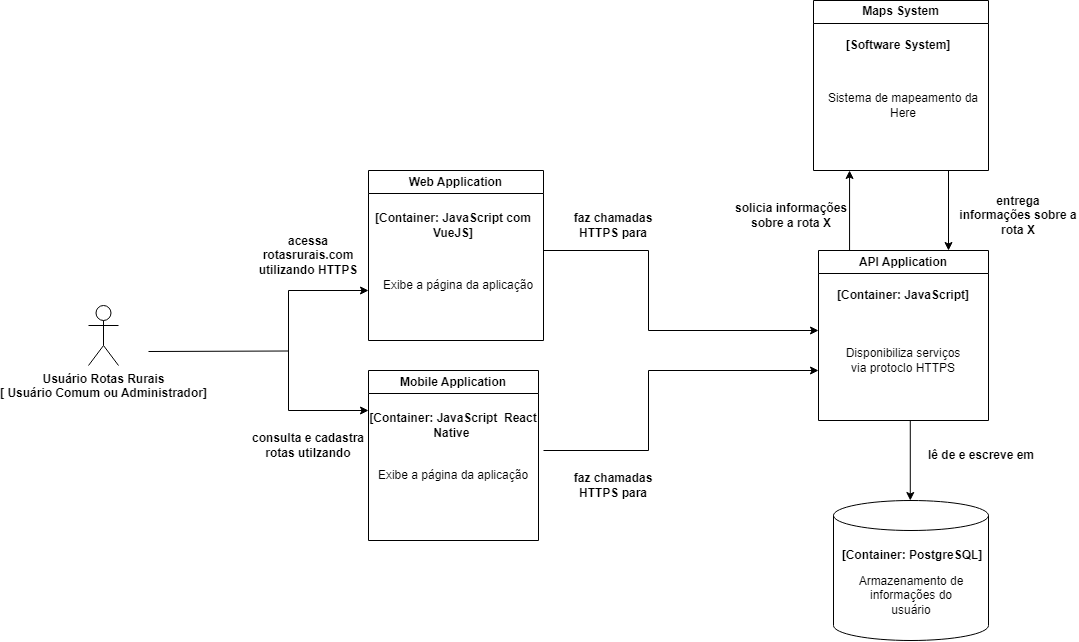 Maps System
[Software System]
Sistema de mapeamento da
Here
solicia informações
sobre a rota X
entrega
informações sobre a
rota X
Web Application
[Container: JavaScript com
VueJS]
Exibe a página da aplicação
acessa
rotasrurais.com
utilizando HTTPS
faz chamadas
HTTPS para
API Application
[Container: JavaScript]
Disponibiliza serviços
via protoclo HTTPS
Usuário Rotas Rurais
[ Usuário Comum ou Administrador]
Mobile Application
[Container: JavaScript  React
Native
Exibe a página da aplicação
consulta e cadastra
rotas utilzando
faz chamadas
HTTPS para
lê de e escreve em
[Container: PostgreSQL]
Armazenamento de
informações do
usuário